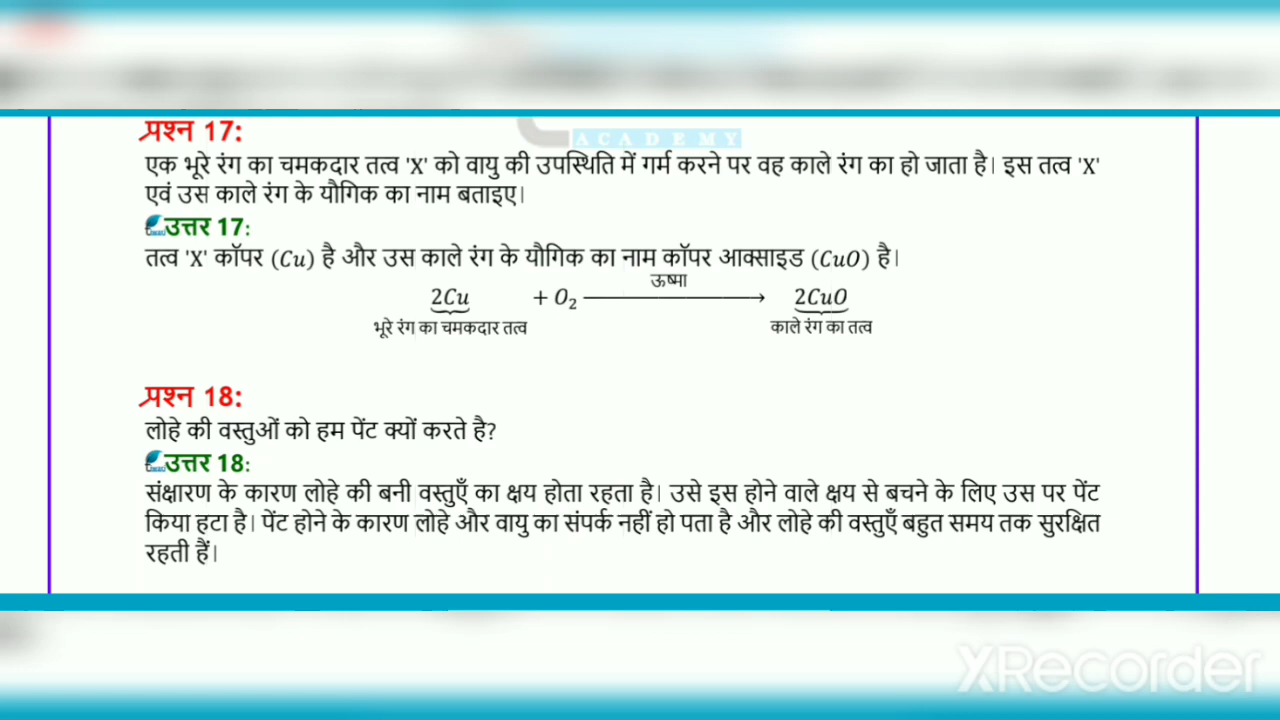 ACADEMY
प्रश्न 17:
एक भूरे रंग का चमकदार तत्व 'X' को वायु की उपस्थिति में गर्म करने पर वह काले रंग का हो जाता है। इस तत्व 'X'
एवं उस काले रंग के यौगिक का नाम बताइए।
उत्तर 17:
तत्व 'X' कॉपर (Cu) है और उस काले रंग के यौगिक का नाम कॉपर आक्साइड (CuO) है।
ऊष्मा
2Cu + O₂ ⟶ 2CuO
भूरे रंग का चमकदार तत्व काले रंग का तत्व
प्रश्न 18:
लोहे की वस्तुओं को हम पेंट क्यों करते है?
उत्तर 18:
संक्षारण के कारण लोहे की बनी वस्तुएँ का क्षय होता रहता है। उसे इस होने वाले क्षय से बचने के लिए उस पर पेंट
किया हटा है। पेंट होने के कारण लोहे और वायु का संपर्क नहीं हो पता है और लोहे की वस्तुएँ बहुत समय तक सुरक्षित
रहती हैं।
XRecorder